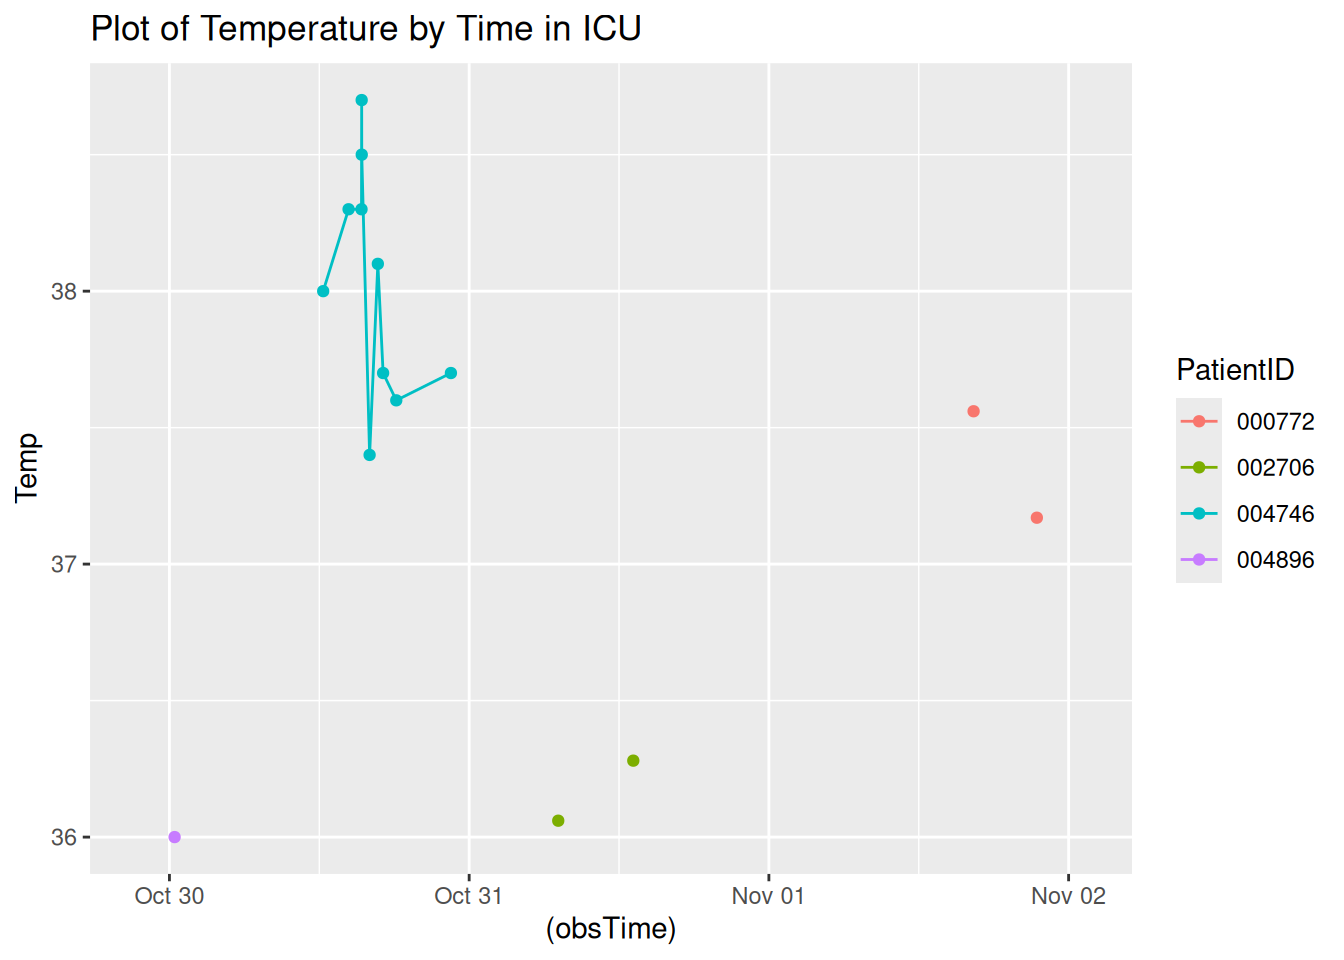 Plot of Temperature by Time in ICU
Temp
38
37
36
Oct 30
Oct 31
Nov 01
Nov 02
(obsTime)
PatientID
000772
002706
004746
004896